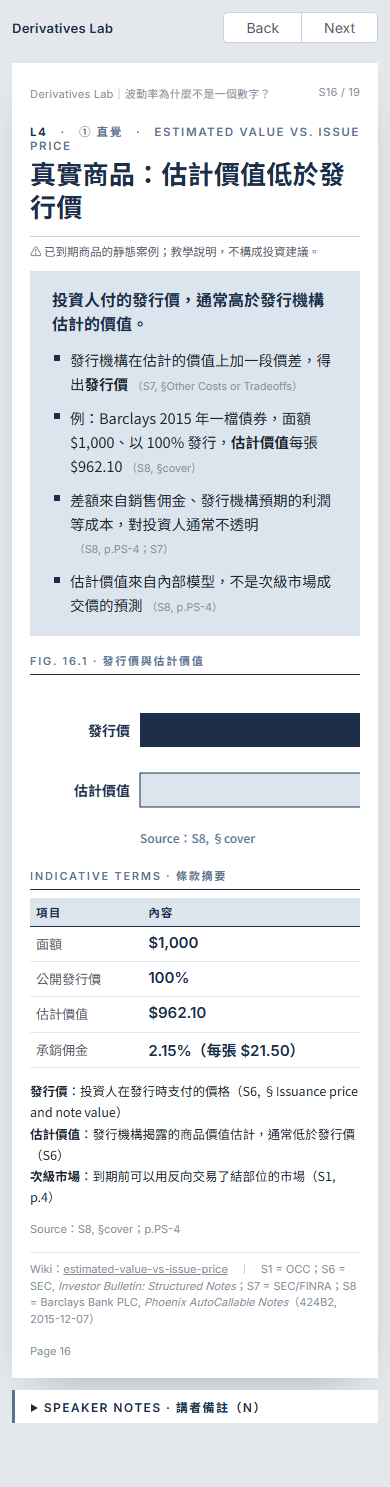 Derivatives Lab
Back
Next
Derivatives Lab｜波動率為什麼不是一個數字？
S16 / 19
L4 · ① 直覺 · ESTIMATED VALUE VS. ISSUE
PRICE
真實商品：估計價值低於發
行價
⚠ 已到期商品的靜態案例；教學說明，不構成投資建議。
投資人付的發行價，通常高於發行機構
估計的價值。
■ 發行機構在估計的價值上加一段價差，得
出發行價（S7, §Other Costs or Tradeoffs）
■ 例：Barclays 2015 年一檔債券，面額
$1,000、以 100% 發行，估計價值每張
$962.10（S8, §cover）
■ 差額來自銷售佣金、發行機構預期的利潤
等成本，對投資人通常不透明
（S8, p.PS-4；S7）
■ 估計價值來自內部模型，不是次級市場成
交價的預測（S8, p.PS-4）
FIG. 16.1 · 發行價與估計價值
發行價
估計價值
Source：S8, §cover
INDICATIVE TERMS · 條款摘要
項目 內容
面額 $1,000
公開發行價 100%
估計價值 $962.10
承銷佣金 2.15%（每張 $21.50）
發行價：投資人在發行時支付的價格（S6, §Issuance price
and note value）
估計價值：發行機構揭露的商品價值估計，通常低於發行價
（S6）
次級市場：到期前可以用反向交易了結部位的市場（S1,
p.4）
Source：S8, §cover；p.PS-4
Wiki：estimated-value-vs-issue-price ｜ S1 = OCC；S6 =
SEC, Investor Bulletin: Structured Notes；S7 = SEC/FINRA；S8
= Barclays Bank PLC, Phoenix AutoCallable Notes（424B2,
2015-12-07）
Page 16
▶ SPEAKER NOTES · 講者備註（N）